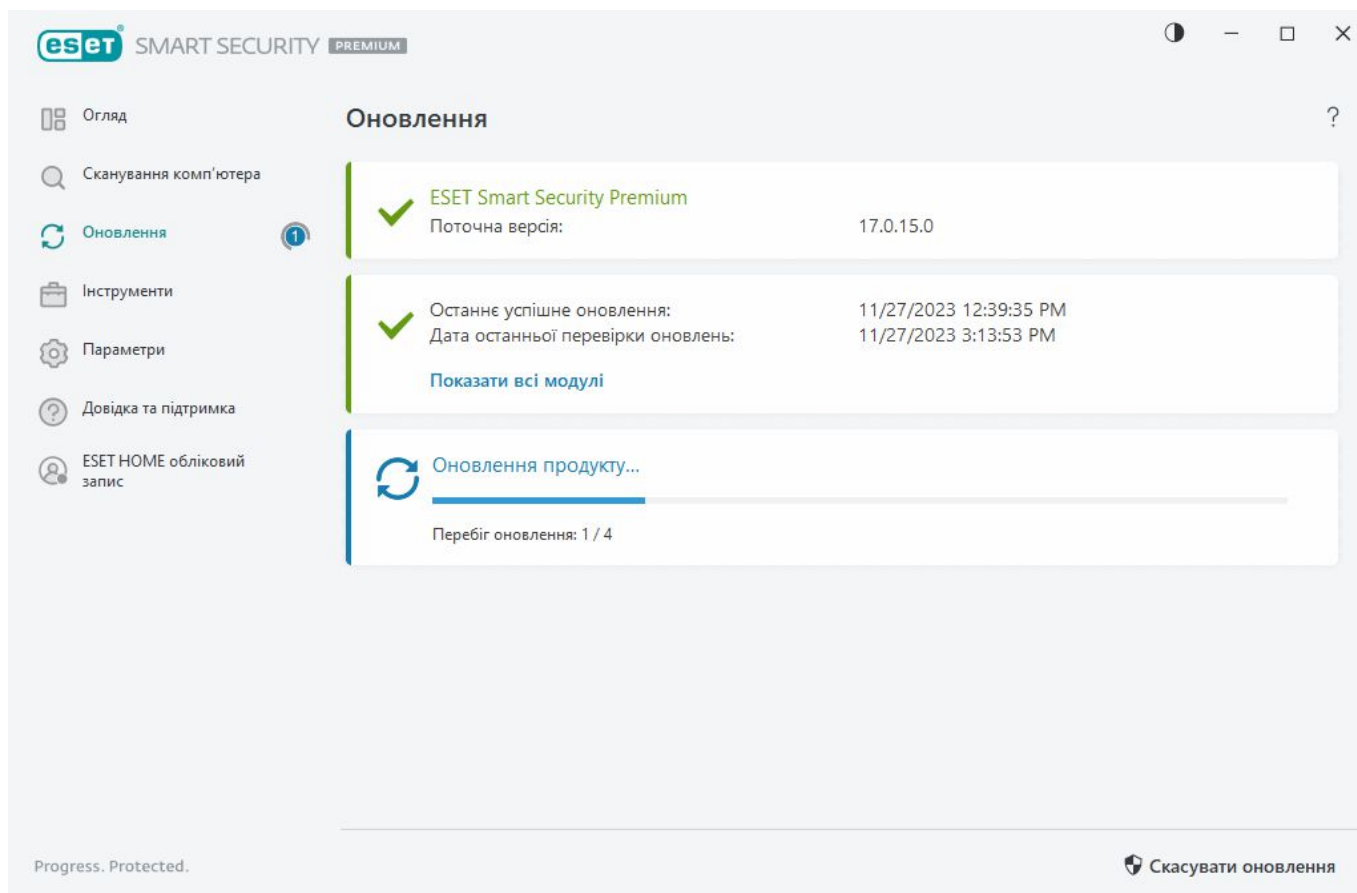 eset® SMART SECURITY PREMIUM
Огляд
Сканування комп'ютера
Оновлення 1
Інструменти
Параметри
Довідка та підтримка
ESET HOME обліковий
запис
Оновлення ?
ESET Smart Security Premium
Поточна версія: 17.0.15.0
Останнє успішне оновлення: 11/27/2023 12:39:35 PM
Дата останньої перевірки оновлень: 11/27/2023 3:13:53 PM
Показати всі модулі
Оновлення продукту...
Перебіг оновлення: 1 / 4
Progress. Protected.
Скасувати оновлення